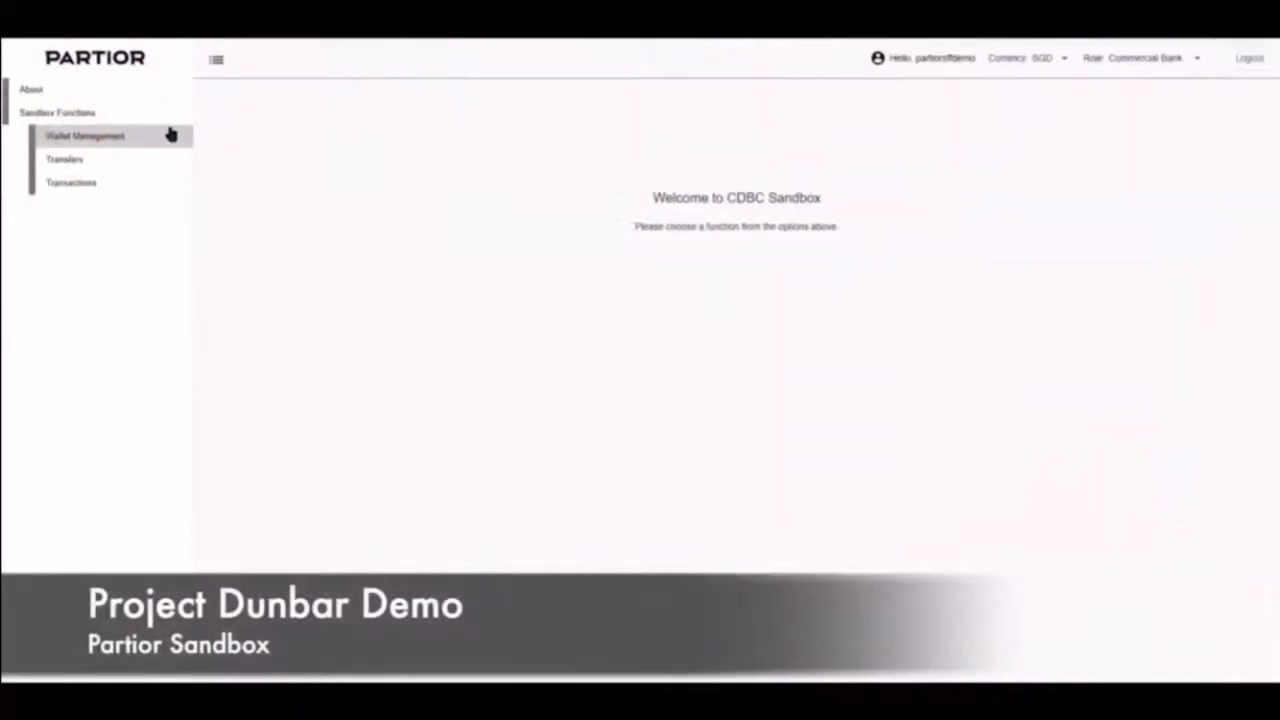 PARTIOR
Hello, partiorsffdemo Currency SGD Role Commercial Bank Logout
About
Sandbox Functions
Wallet Management
Transfers
Transactions
Welcome to CDBC Sandbox
Please choose a function from the options above.
Project Dunbar Demo
Partior Sandbox